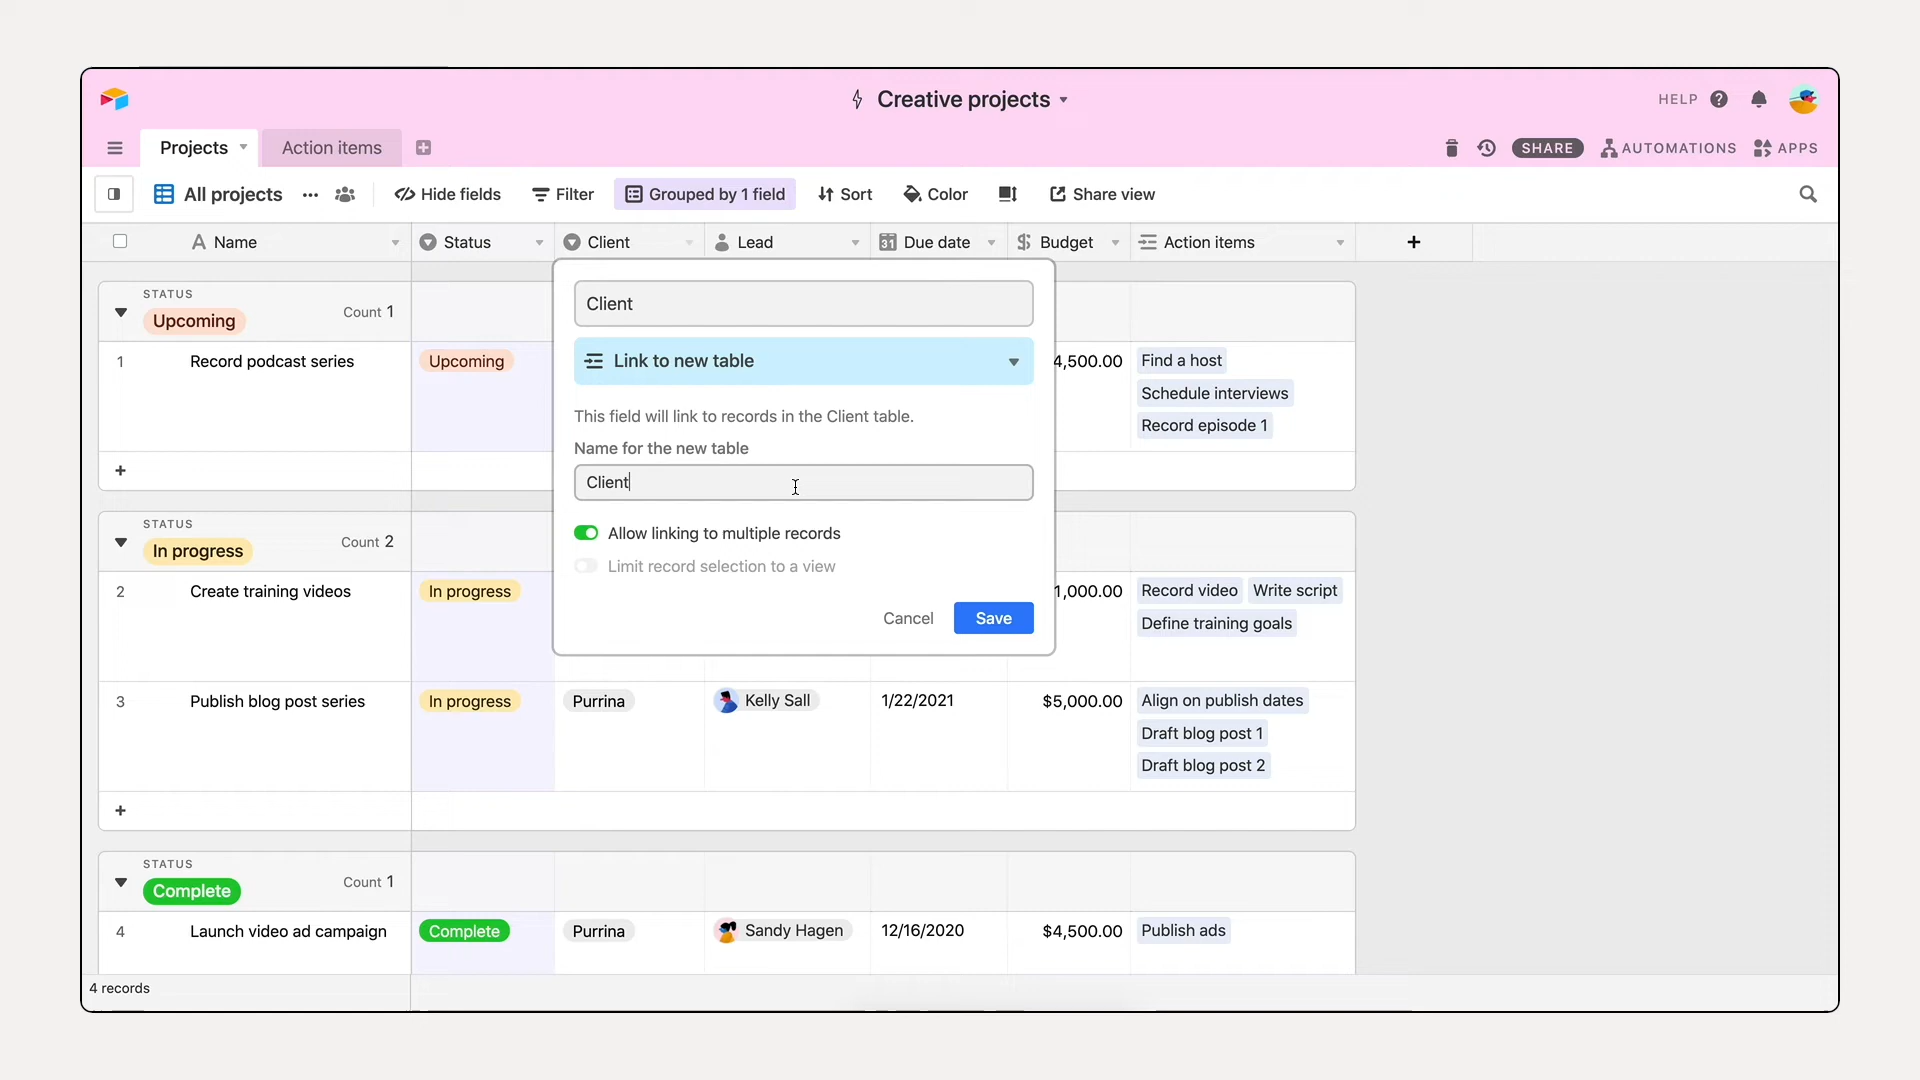 Creative projects
HELP
Projects
Action items
SHARE
AUTOMATIONS
APPS
All projects
Hide fields
Filter
Grouped by 1 field
Sort
Color
Share view
A Name
Status
Client
Lead
31 Due date
$ Budget
Action items
STATUS
Upcoming
Count 1
1
Record podcast series
Upcoming
4,500.00
Find a host
Schedule interviews
Record episode 1
+
Client
Link to new table
This field will link to records in the Client table.
Name for the new table
Client
Allow linking to multiple records
Limit record selection to a view
Cancel
Save
STATUS
In progress
Count 2
2
Create training videos
In progress
1,000.00
Record video
Write script
Define training goals
3
Publish blog post series
In progress
Purrina
Kelly Sall
1/22/2021
$5,000.00
Align on publish dates
Draft blog post 1
Draft blog post 2
+
STATUS
Complete
Count 1
4
Launch video ad campaign
Complete
Purrina
Sandy Hagen
12/16/2020
$4,500.00
Publish ads
4 records